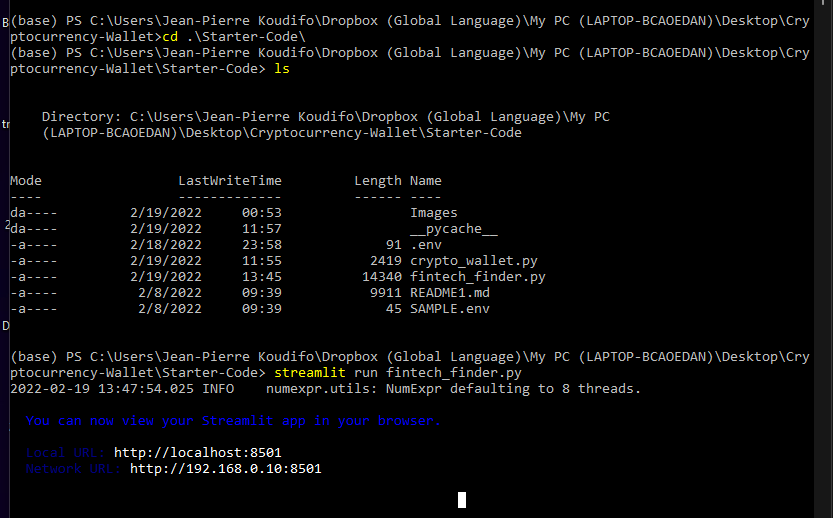 (base) PS C:\Users\Jean-Pierre Koudifo\Dropbox (Global Language)\My PC (LAPTOP-BCAOEDAN)\Desktop\Cry
ptocurrency-Wallet>cd .\Starter-Code\
(base) PS C:\Users\Jean-Pierre Koudifo\Dropbox (Global Language)\My PC (LAPTOP-BCAOEDAN)\Desktop\Cry
ptocurrency-Wallet\Starter-Code> ls
Directory: C:\Users\Jean-Pierre Koudifo\Dropbox (Global Language)\My PC
(LAPTOP-BCAOEDAN)\Desktop\Cryptocurrency-Wallet\Starter-Code
Mode LastWriteTime Length Name
---- ------------- ------ ----
da---- 2/19/2022 00:53 Images
da---- 2/19/2022 11:57 __pycache__
-a---- 2/18/2022 23:58 91 .env
-a---- 2/19/2022 11:55 2419 crypto_wallet.py
-a---- 2/19/2022 13:45 14340 fintech_finder.py
-a---- 2/8/2022 09:39 9911 README1.md
-a---- 2/8/2022 09:39 45 SAMPLE.env
(base) PS C:\Users\Jean-Pierre Koudifo\Dropbox (Global Language)\My PC (LAPTOP-BCAOEDAN)\Desktop\Cry
ptocurrency-Wallet\Starter-Code> streamlit run fintech_finder.py
2022-02-19 13:47:54.025 INFO    numexpr.utils: NumExpr defaulting to 8 threads.
You can now view your Streamlit app in your browser.
Local URL: http://localhost:8501
Network URL: http://192.168.0.10:8501